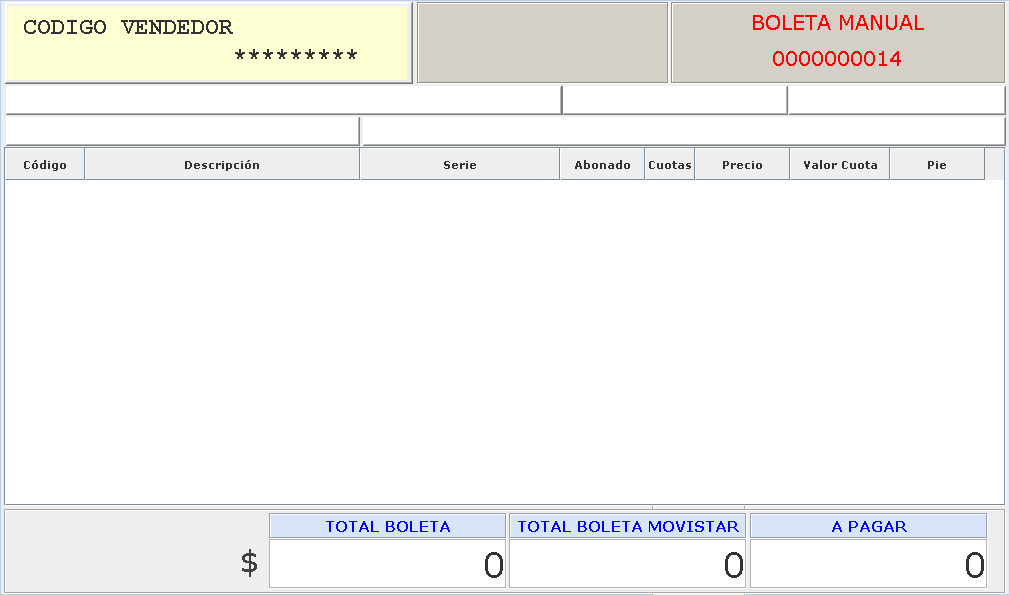 CODIGO VENDEDOR
*********
BOLETA MANUAL
0000000014
Código Descripción Serie Abonado Cuotas Precio Valor Cuota Pie
TOTAL BOLETA TOTAL BOLETA MOVISTAR A PAGAR
$ 0 0 0